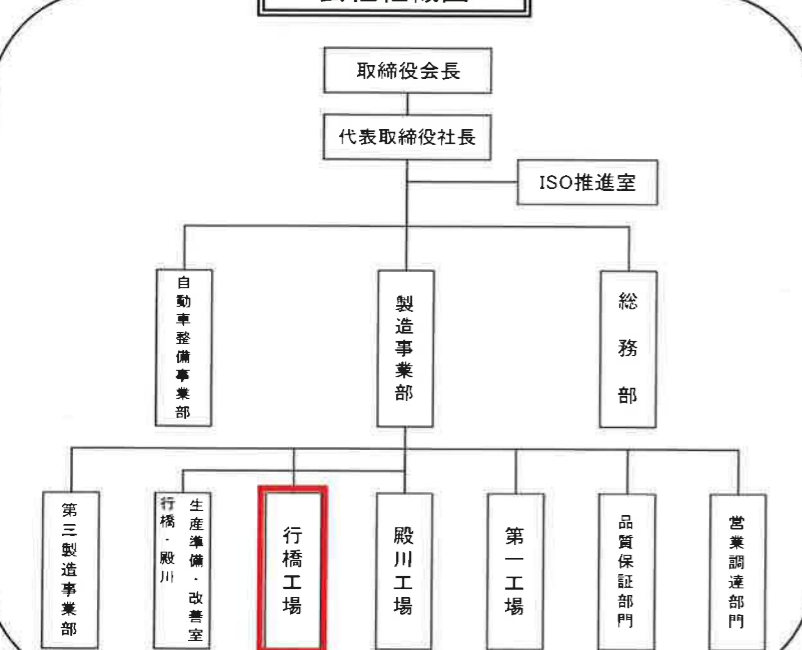 取締役会長
代表取締役社長
ISO推進室
自動車整備事業部
製造事業部
総務部
第三製造事業部
生産準備・改善室
行橋・殿川
行橋工場
殿川工場
第一工場
品質保証部門
営業調達部門